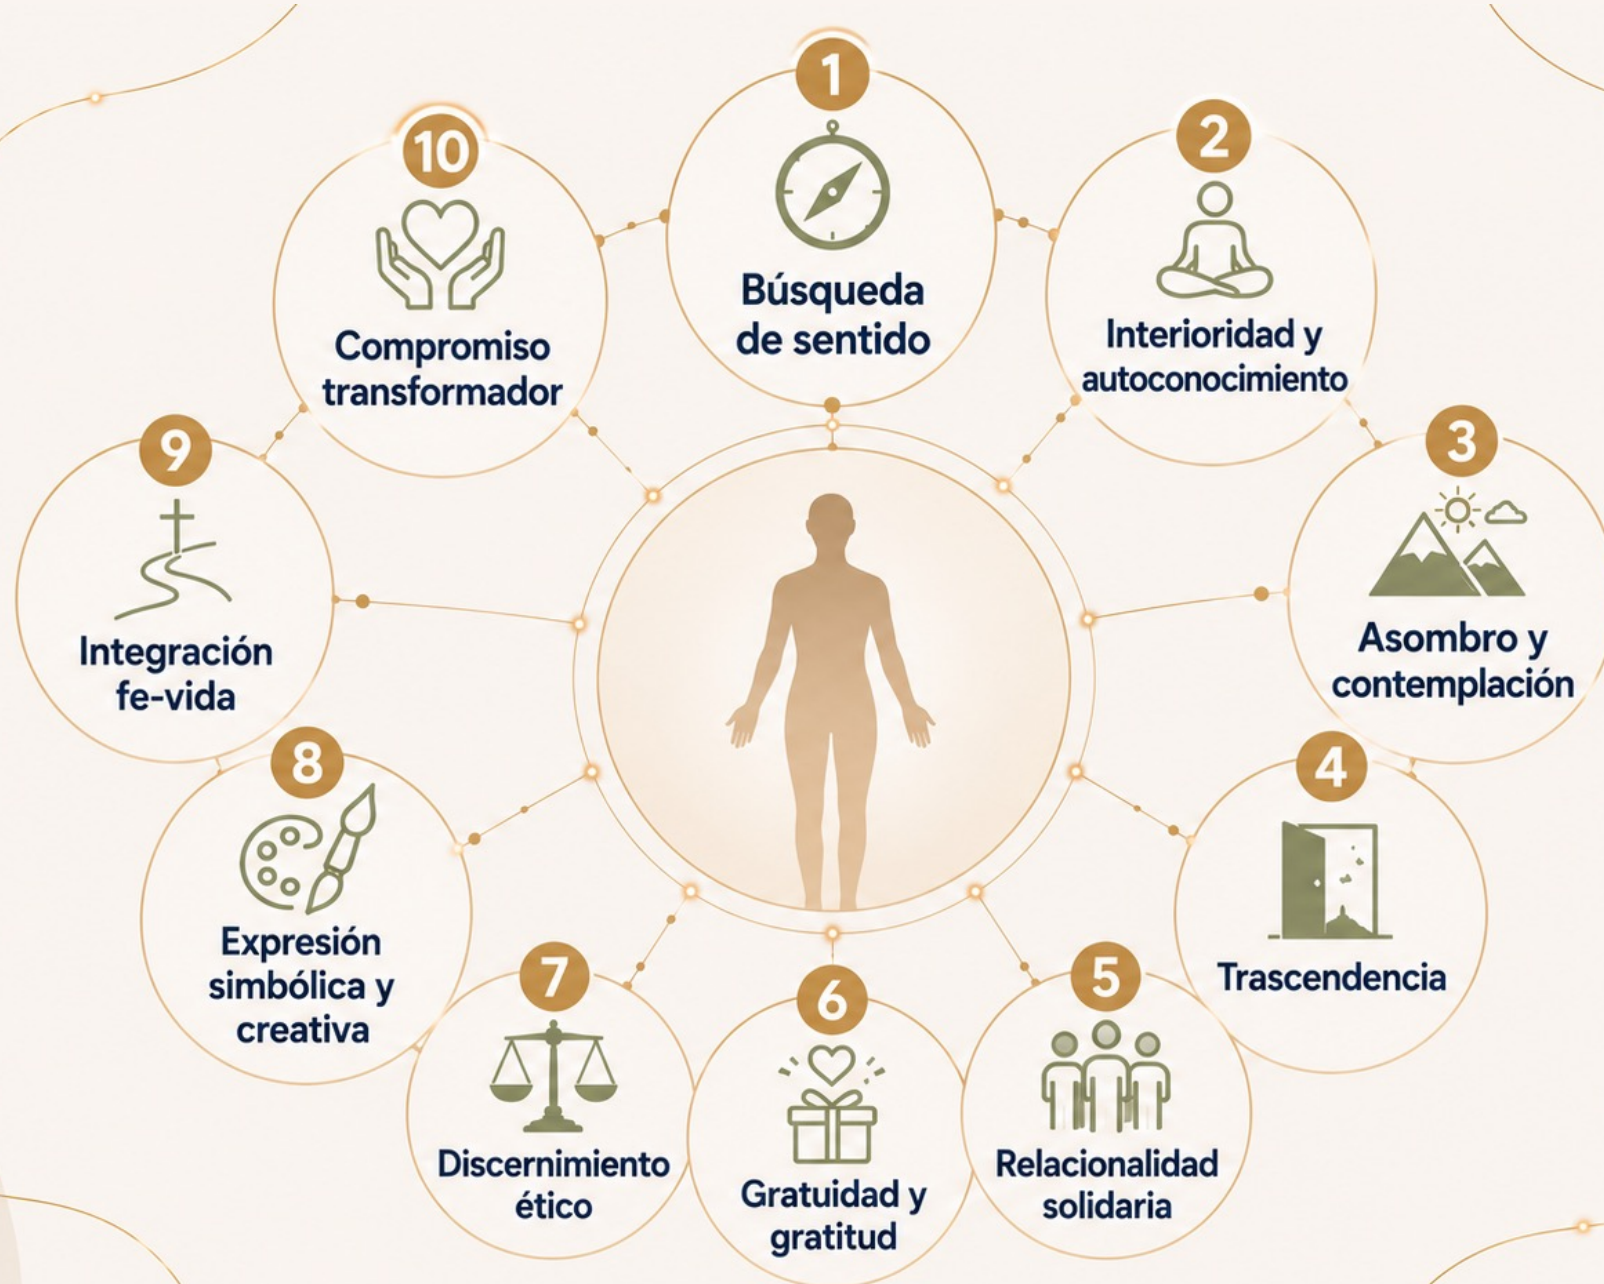 1
Búsqueda
de sentido
2
Interioridad y
autoconocimiento
3
Asombro y
contemplación
4
Trascendencia
5
Relacionalidad
solidaria
6
Gratuidad y
gratitud
7
Discernimiento
ético
8
Expresión
simbólica y
creativa
9
Integración
fe-vida
10
Compromiso
transformador